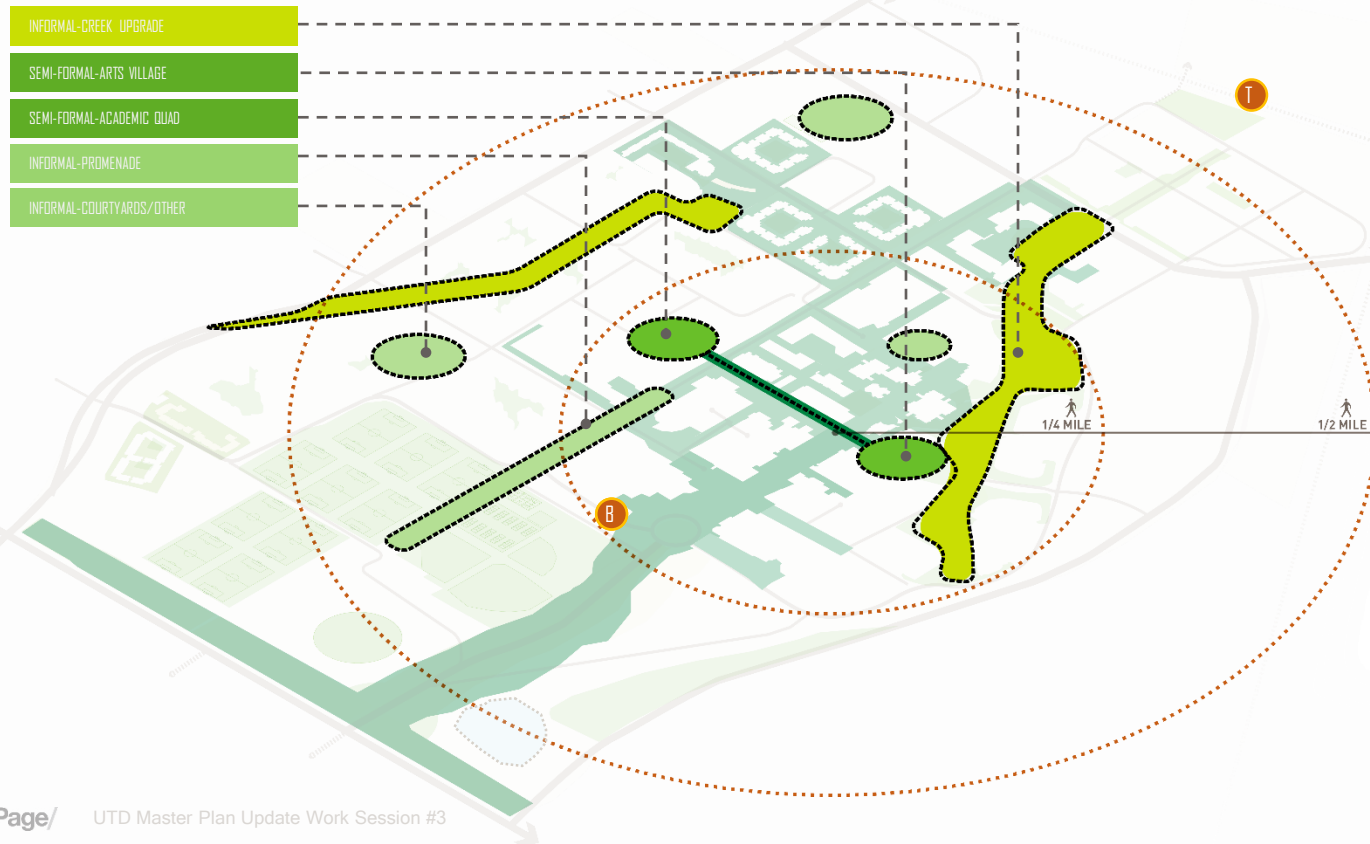 INFORMAL-CREEK UPGRADE
SEMI-FORMAL-ARTS VILLAGE
SEMI-FORMAL-ACADEMIC QUAD
INFORMAL-PROMENADE
INFORMAL-COURTYARDS/OTHER
T
1/4 MILE
1/2 MILE
B
Page/
UTD Master Plan Update Work Session #3